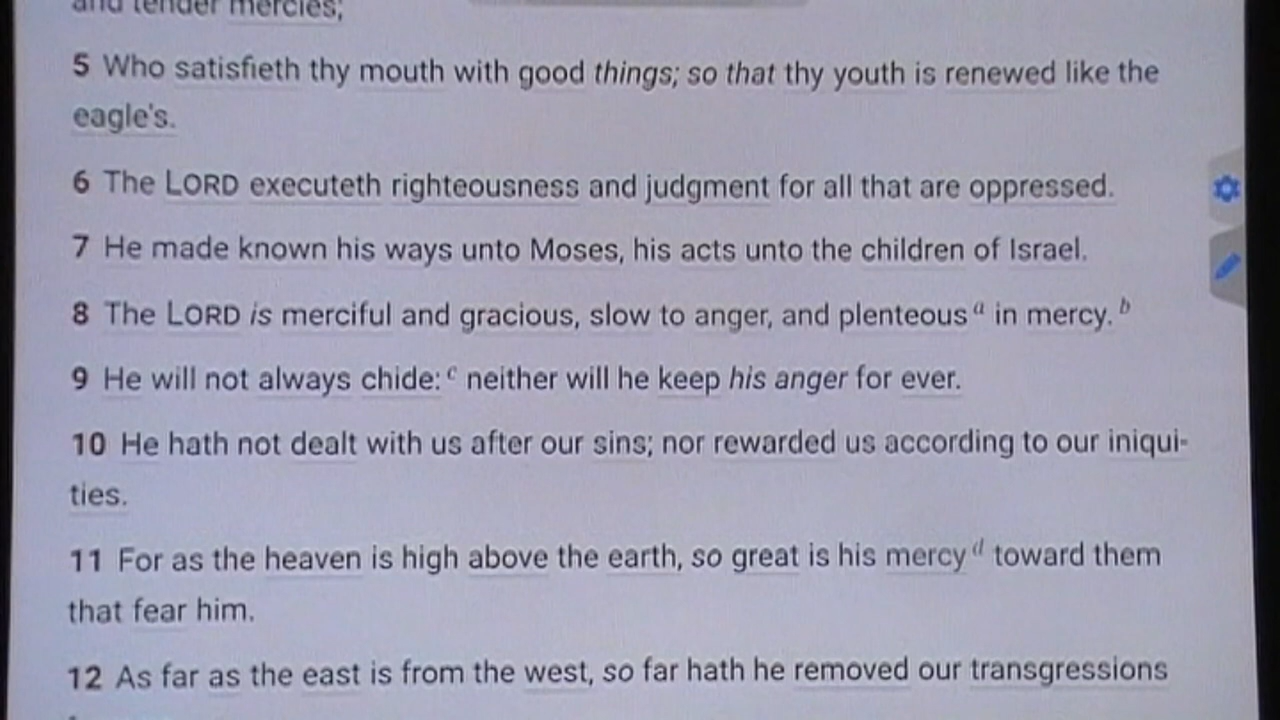 and tender mercies;
5 Who satisfieth thy mouth with good things; so that thy youth is renewed like the
eagle's.
6 The LORD executeth righteousness and judgment for all that are oppressed.
7 He made known his ways unto Moses, his acts unto the children of Israel.
8 The LORD is merciful and gracious, slow to anger, and plenteous a in mercy. b
9 He will not always chide: c neither will he keep his anger for ever.
10 He hath not dealt with us after our sins; nor rewarded us according to our iniqui-
ties.
11 For as the heaven is high above the earth, so great is his mercy d toward them
that fear him.
12 As far as the east is from the west, so far hath he removed our transgressions